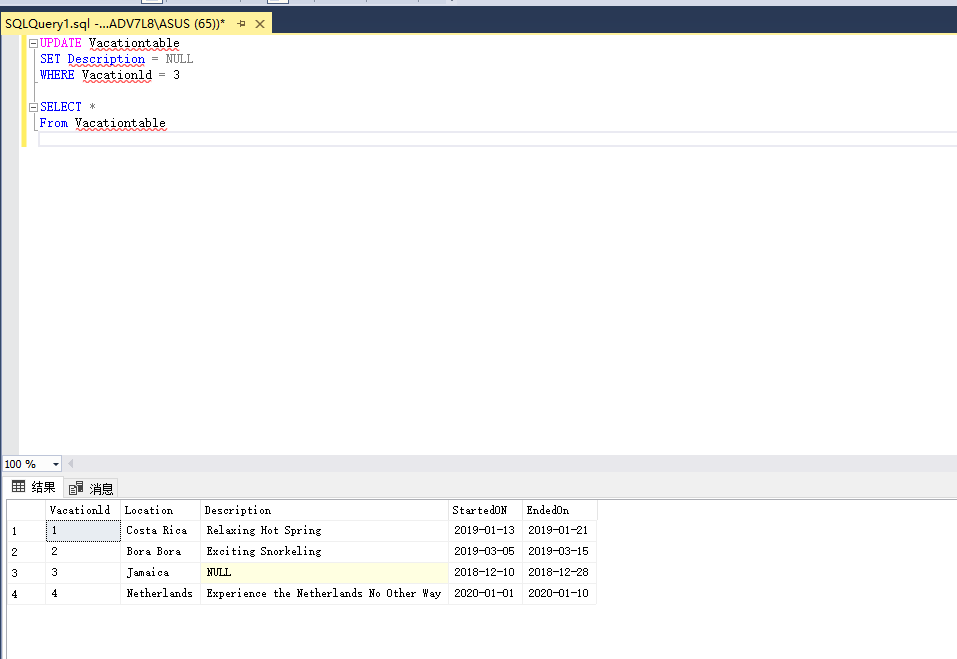 SQLQuery1.sql -...ADV7L8\ASUS (65))*
UPDATE Vacationtable
SET Description = NULL
WHERE Vacationld = 3
SELECT *
From Vacationtable
100 %
结果 消息
Vacationld Location Description StartedON EndedOn
1 1 Costa Rica Relaxing Hot Spring 2019-01-13 2019-01-21
2 2 Bora Bora Exciting Snorkeling 2019-03-05 2019-03-15
3 3 Jamaica NULL 2018-12-10 2018-12-28
4 4 Netherlands Experience the Netherlands No Other Way 2020-01-01 2020-01-10